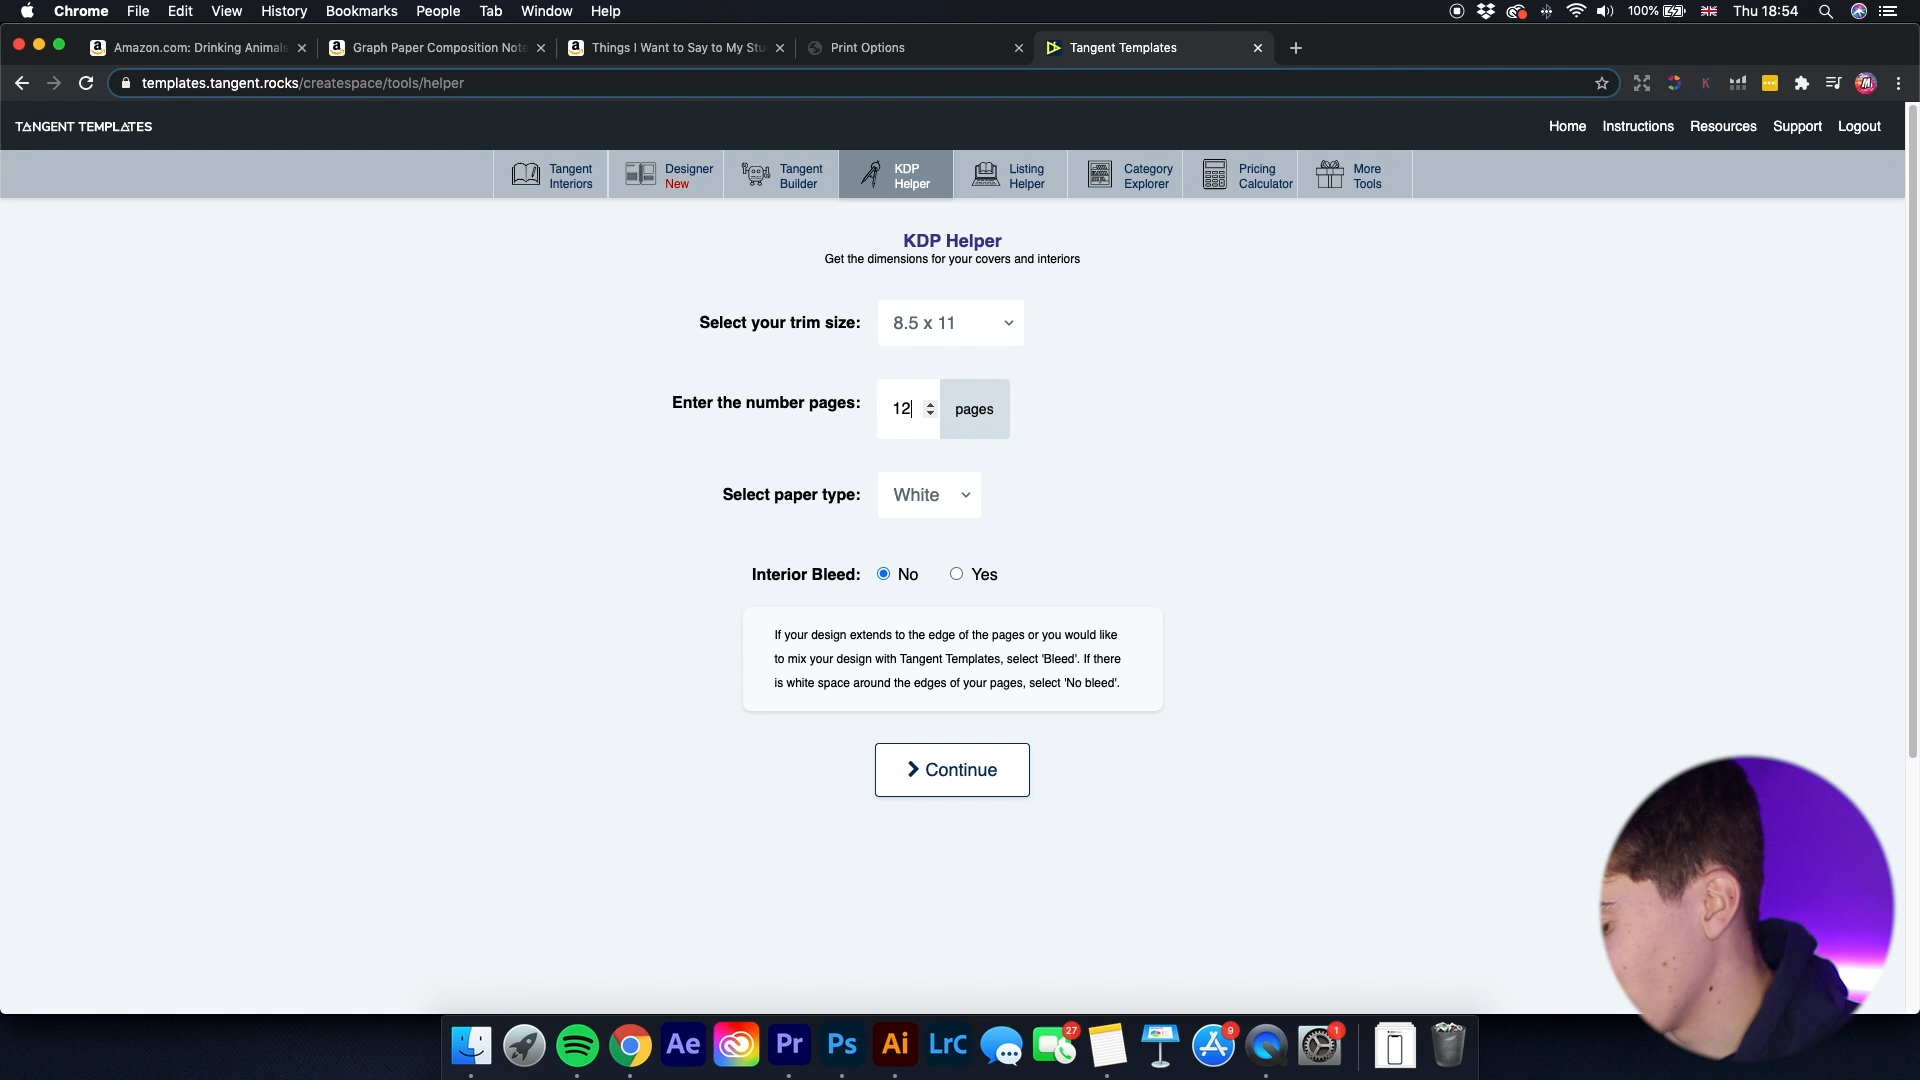 Chrome File Edit View History Bookmarks People Tab Window Help 100% Thu 18:54
Amazon.com: Drinking Animals
Graph Paper Composition Note
Things I Want to Say to My Stu
Print Options
Tangent Templates
templates.tangent.rocks/createspace/tools/helper
TANGENT TEMPLATES
Home Instructions Resources Support Logout
Tangent Interiors
Designer New
Tangent Builder
KDP Helper
Listing Helper
Category Explorer
Pricing Calculator
More Tools
KDP Helper
Get the dimensions for your covers and interiors
Select your trim size: 8.5 x 11
Enter the number pages: 12 pages
Select paper type: White
Interior Bleed: No Yes
If your design extends to the edge of the pages or you would like
to mix your design with Tangent Templates, select 'Bleed'. If there
is white space around the edges of your pages, select 'No bleed'.
Continue
Ae Pr Ps Ai LrC 27 9 1